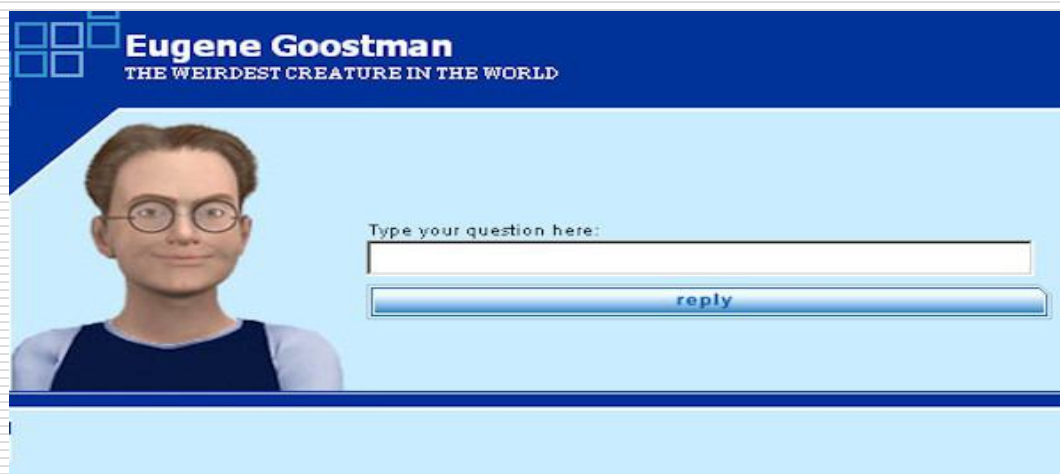 Eugene Goostman
THE WEIRDEST CREATURE IN THE WORLD
Type your question here:
reply